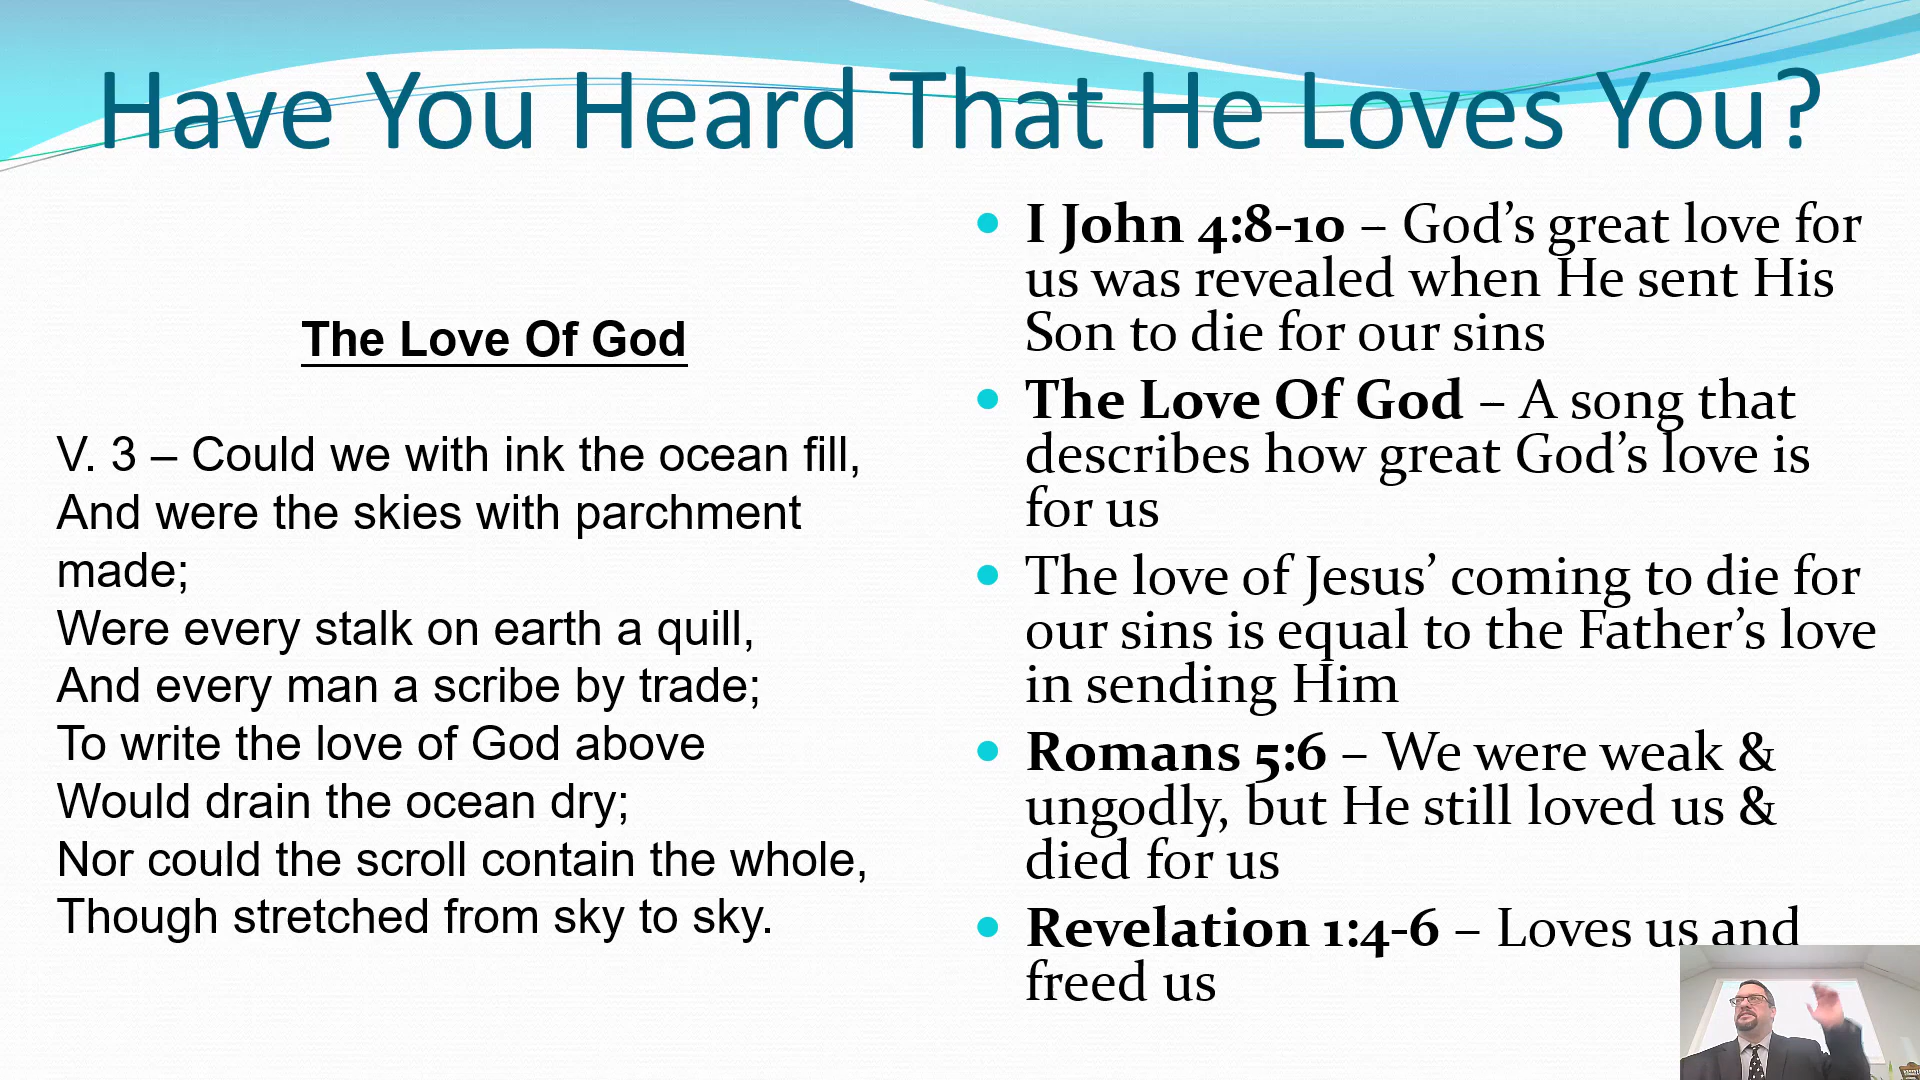 Have You Heard That He Loves You?
The Love Of God
V. 3 – Could we with ink the ocean fill,
And were the skies with parchment
made;
Were every stalk on earth a quill,
And every man a scribe by trade;
To write the love of God above
Would drain the ocean dry;
Nor could the scroll contain the whole,
Though stretched from sky to sky.
• I John 4:8-10 – God’s great love for
us was revealed when He sent His
Son to die for our sins
• The Love Of God – A song that
describes how great God’s love is
for us
• The love of Jesus’ coming to die for
our sins is equal to the Father’s love
in sending Him
• Romans 5:6 – We were weak &
ungodly, but He still loved us &
died for us
• Revelation 1:4-6 – Loves us and
freed us